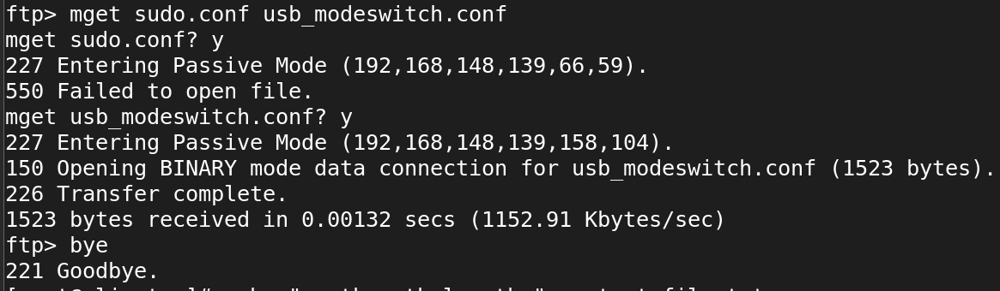 ftp> mget sudo.conf usb_modeswitch.conf
mget sudo.conf? y
227 Entering Passive Mode (192,168,148,139,66,59).
550 Failed to open file.
mget usb_modeswitch.conf? y
227 Entering Passive Mode (192,168,148,139,158,104).
150 Opening BINARY mode data connection for usb_modeswitch.conf (1523 bytes).
226 Transfer complete.
1523 bytes received in 0.00132 secs (1152.91 Kbytes/sec)
ftp> bye
221 Goodbye.